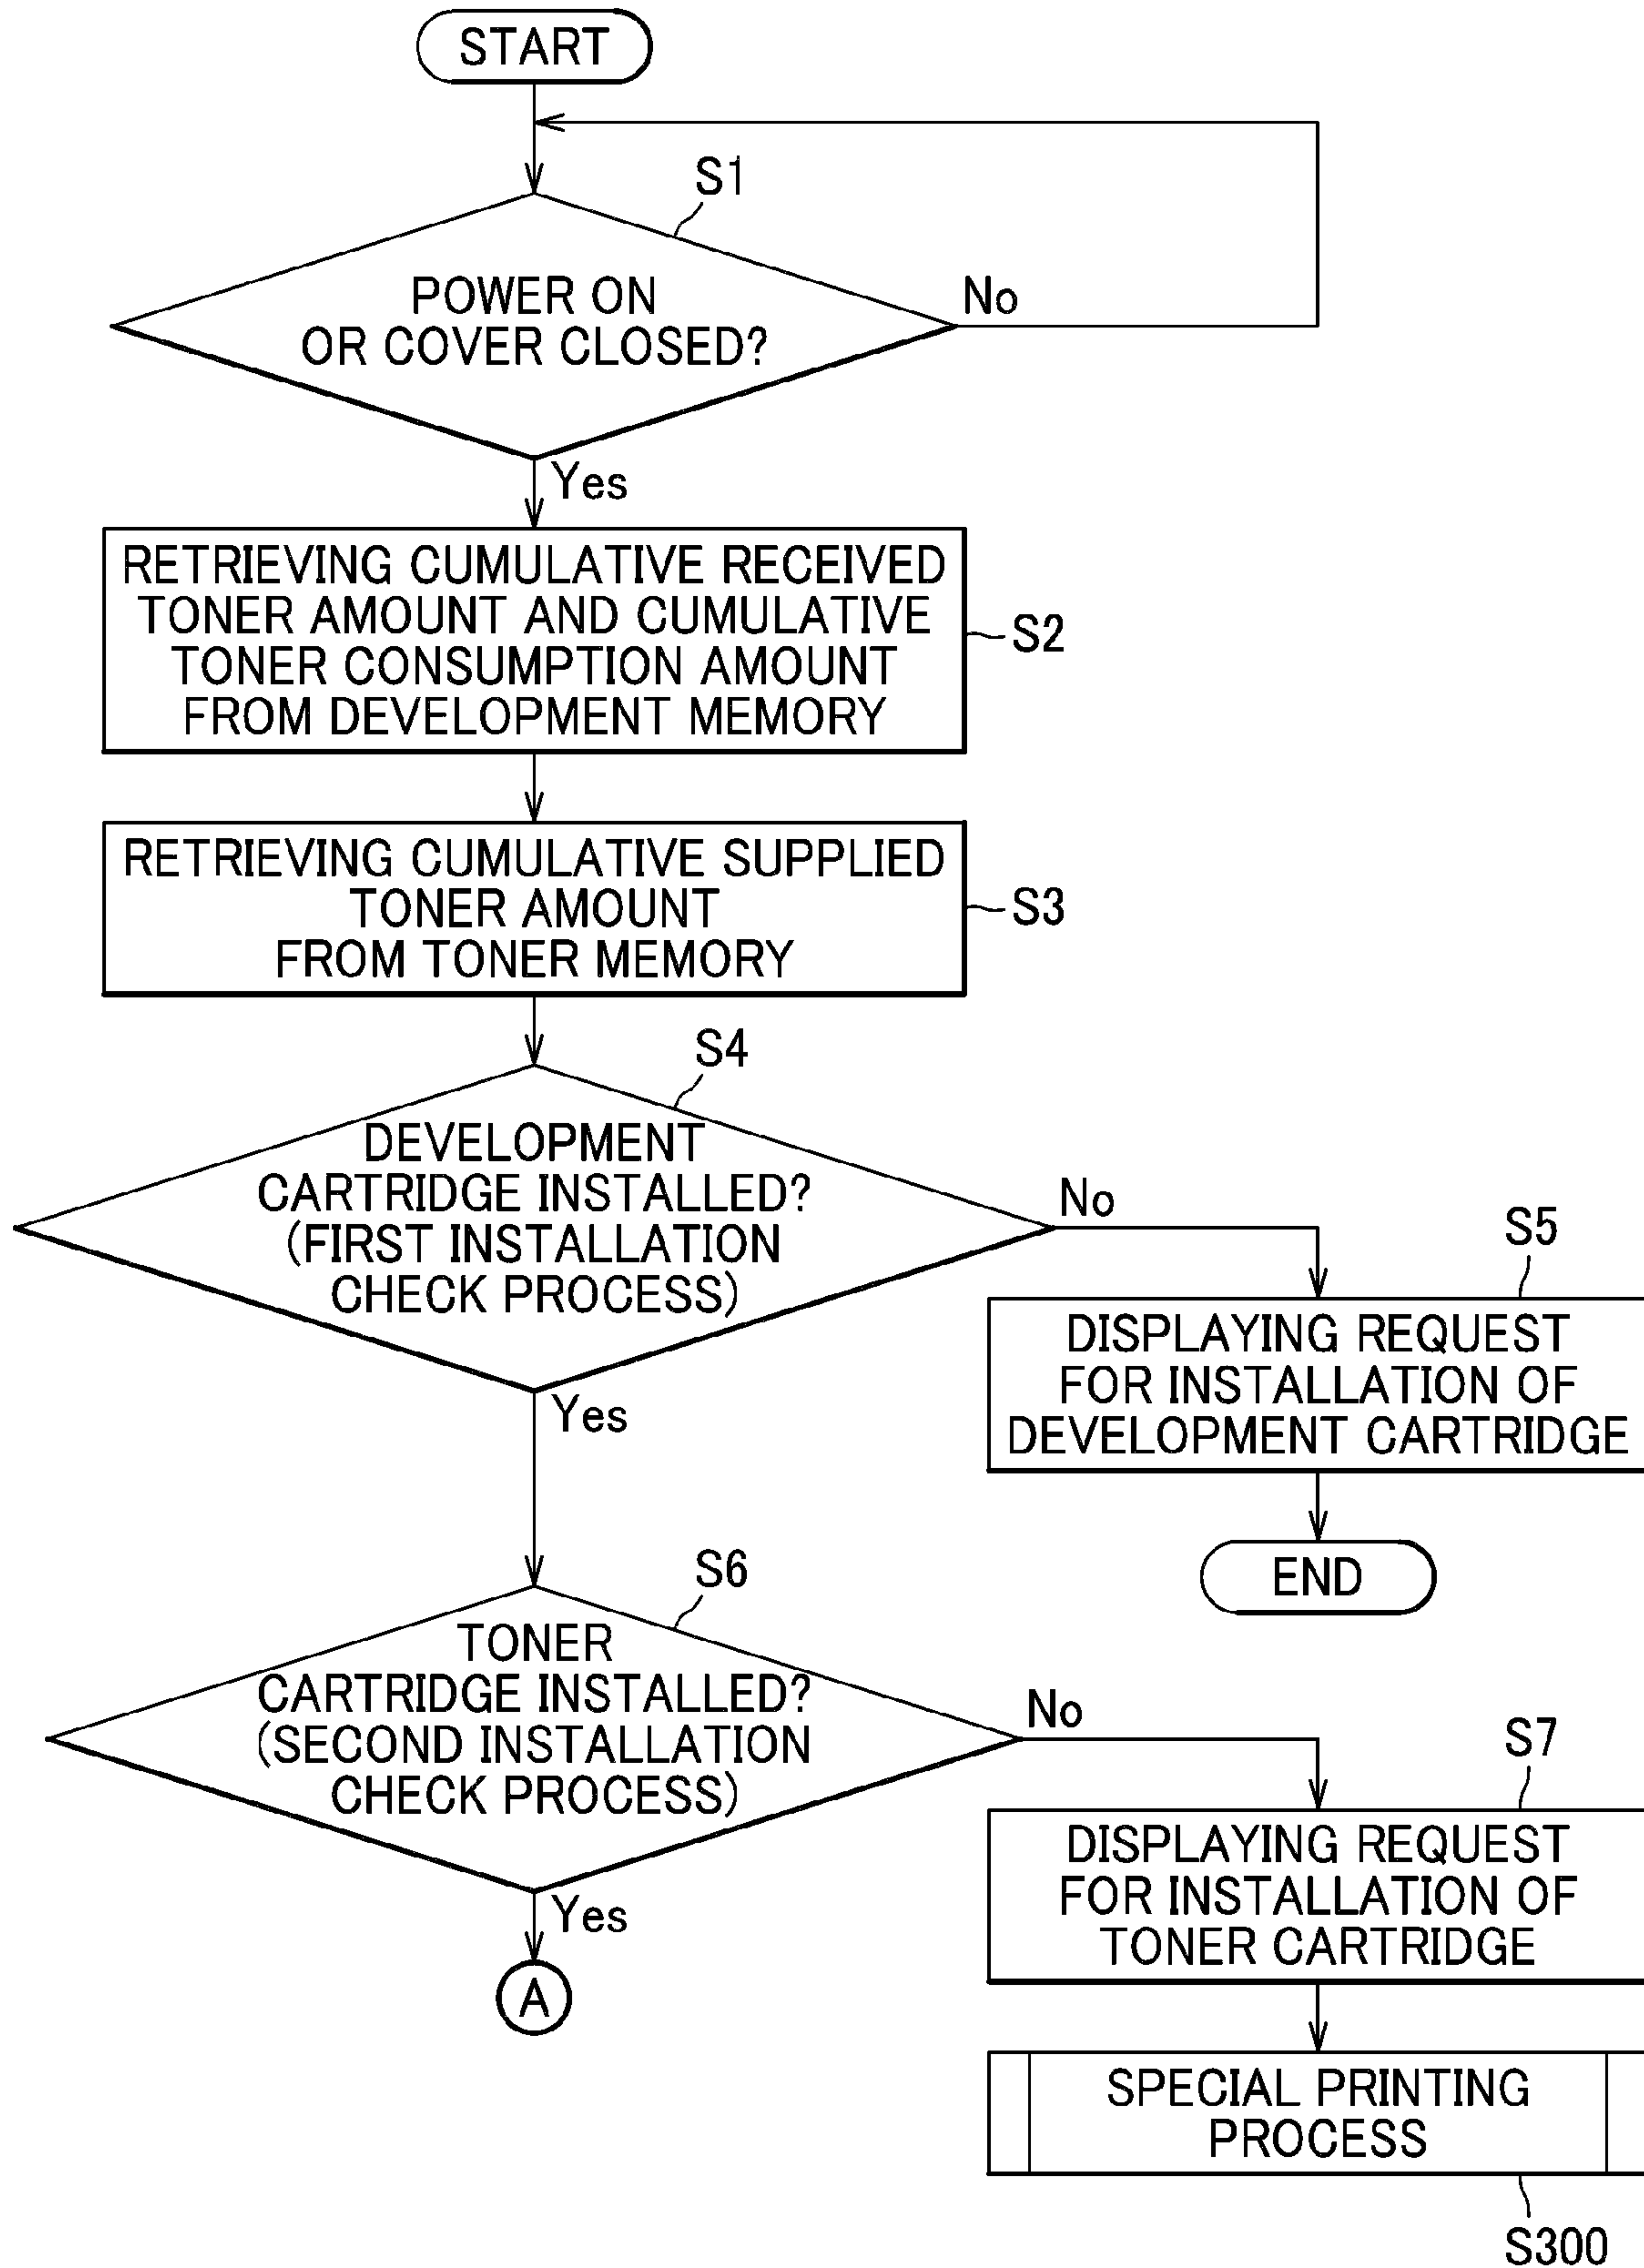 START
S1
POWER ON
OR COVER CLOSED?
No
Yes
RETRIEVING CUMULATIVE RECEIVED
TONER AMOUNT AND CUMULATIVE
TONER CONSUMPTION AMOUNT
FROM DEVELOPMENT MEMORY
S2
RETRIEVING CUMULATIVE SUPPLIED
TONER AMOUNT
FROM TONER MEMORY
S3
S4
DEVELOPMENT
CARTRIDGE INSTALLED?
(FIRST INSTALLATION
CHECK PROCESS)
No
Yes
S5
DISPLAYING REQUEST
FOR INSTALLATION OF
DEVELOPMENT CARTRIDGE
END
S6
TONER
CARTRIDGE INSTALLED?
(SECOND INSTALLATION
CHECK PROCESS)
No
Yes
A
S7
DISPLAYING REQUEST
FOR INSTALLATION OF
TONER CARTRIDGE
SPECIAL PRINTING
PROCESS
S300